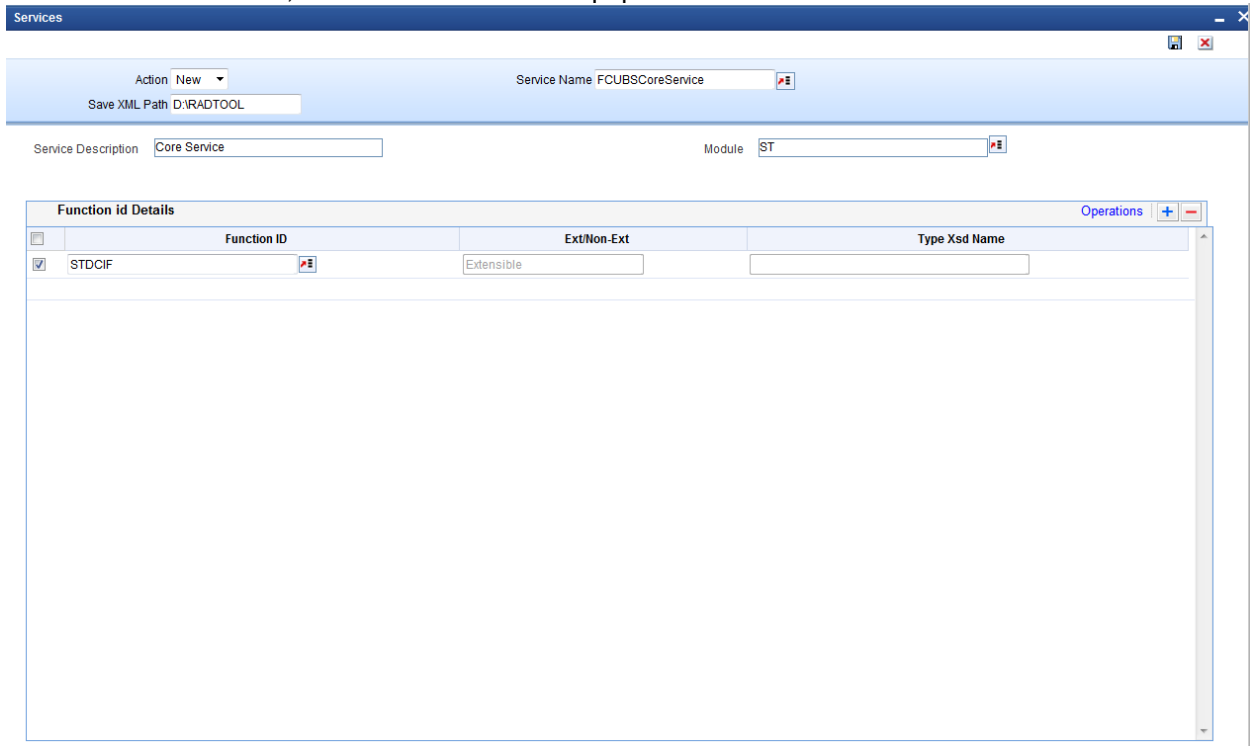 Services
Action New Service Name FCUBSCoreService
Save XML Path D:\RADTOOL
Service Description Core Service Module ST
Function id Details Operations
Function ID Ext/Non-Ext Type Xsd Name
STDCIF Extensible